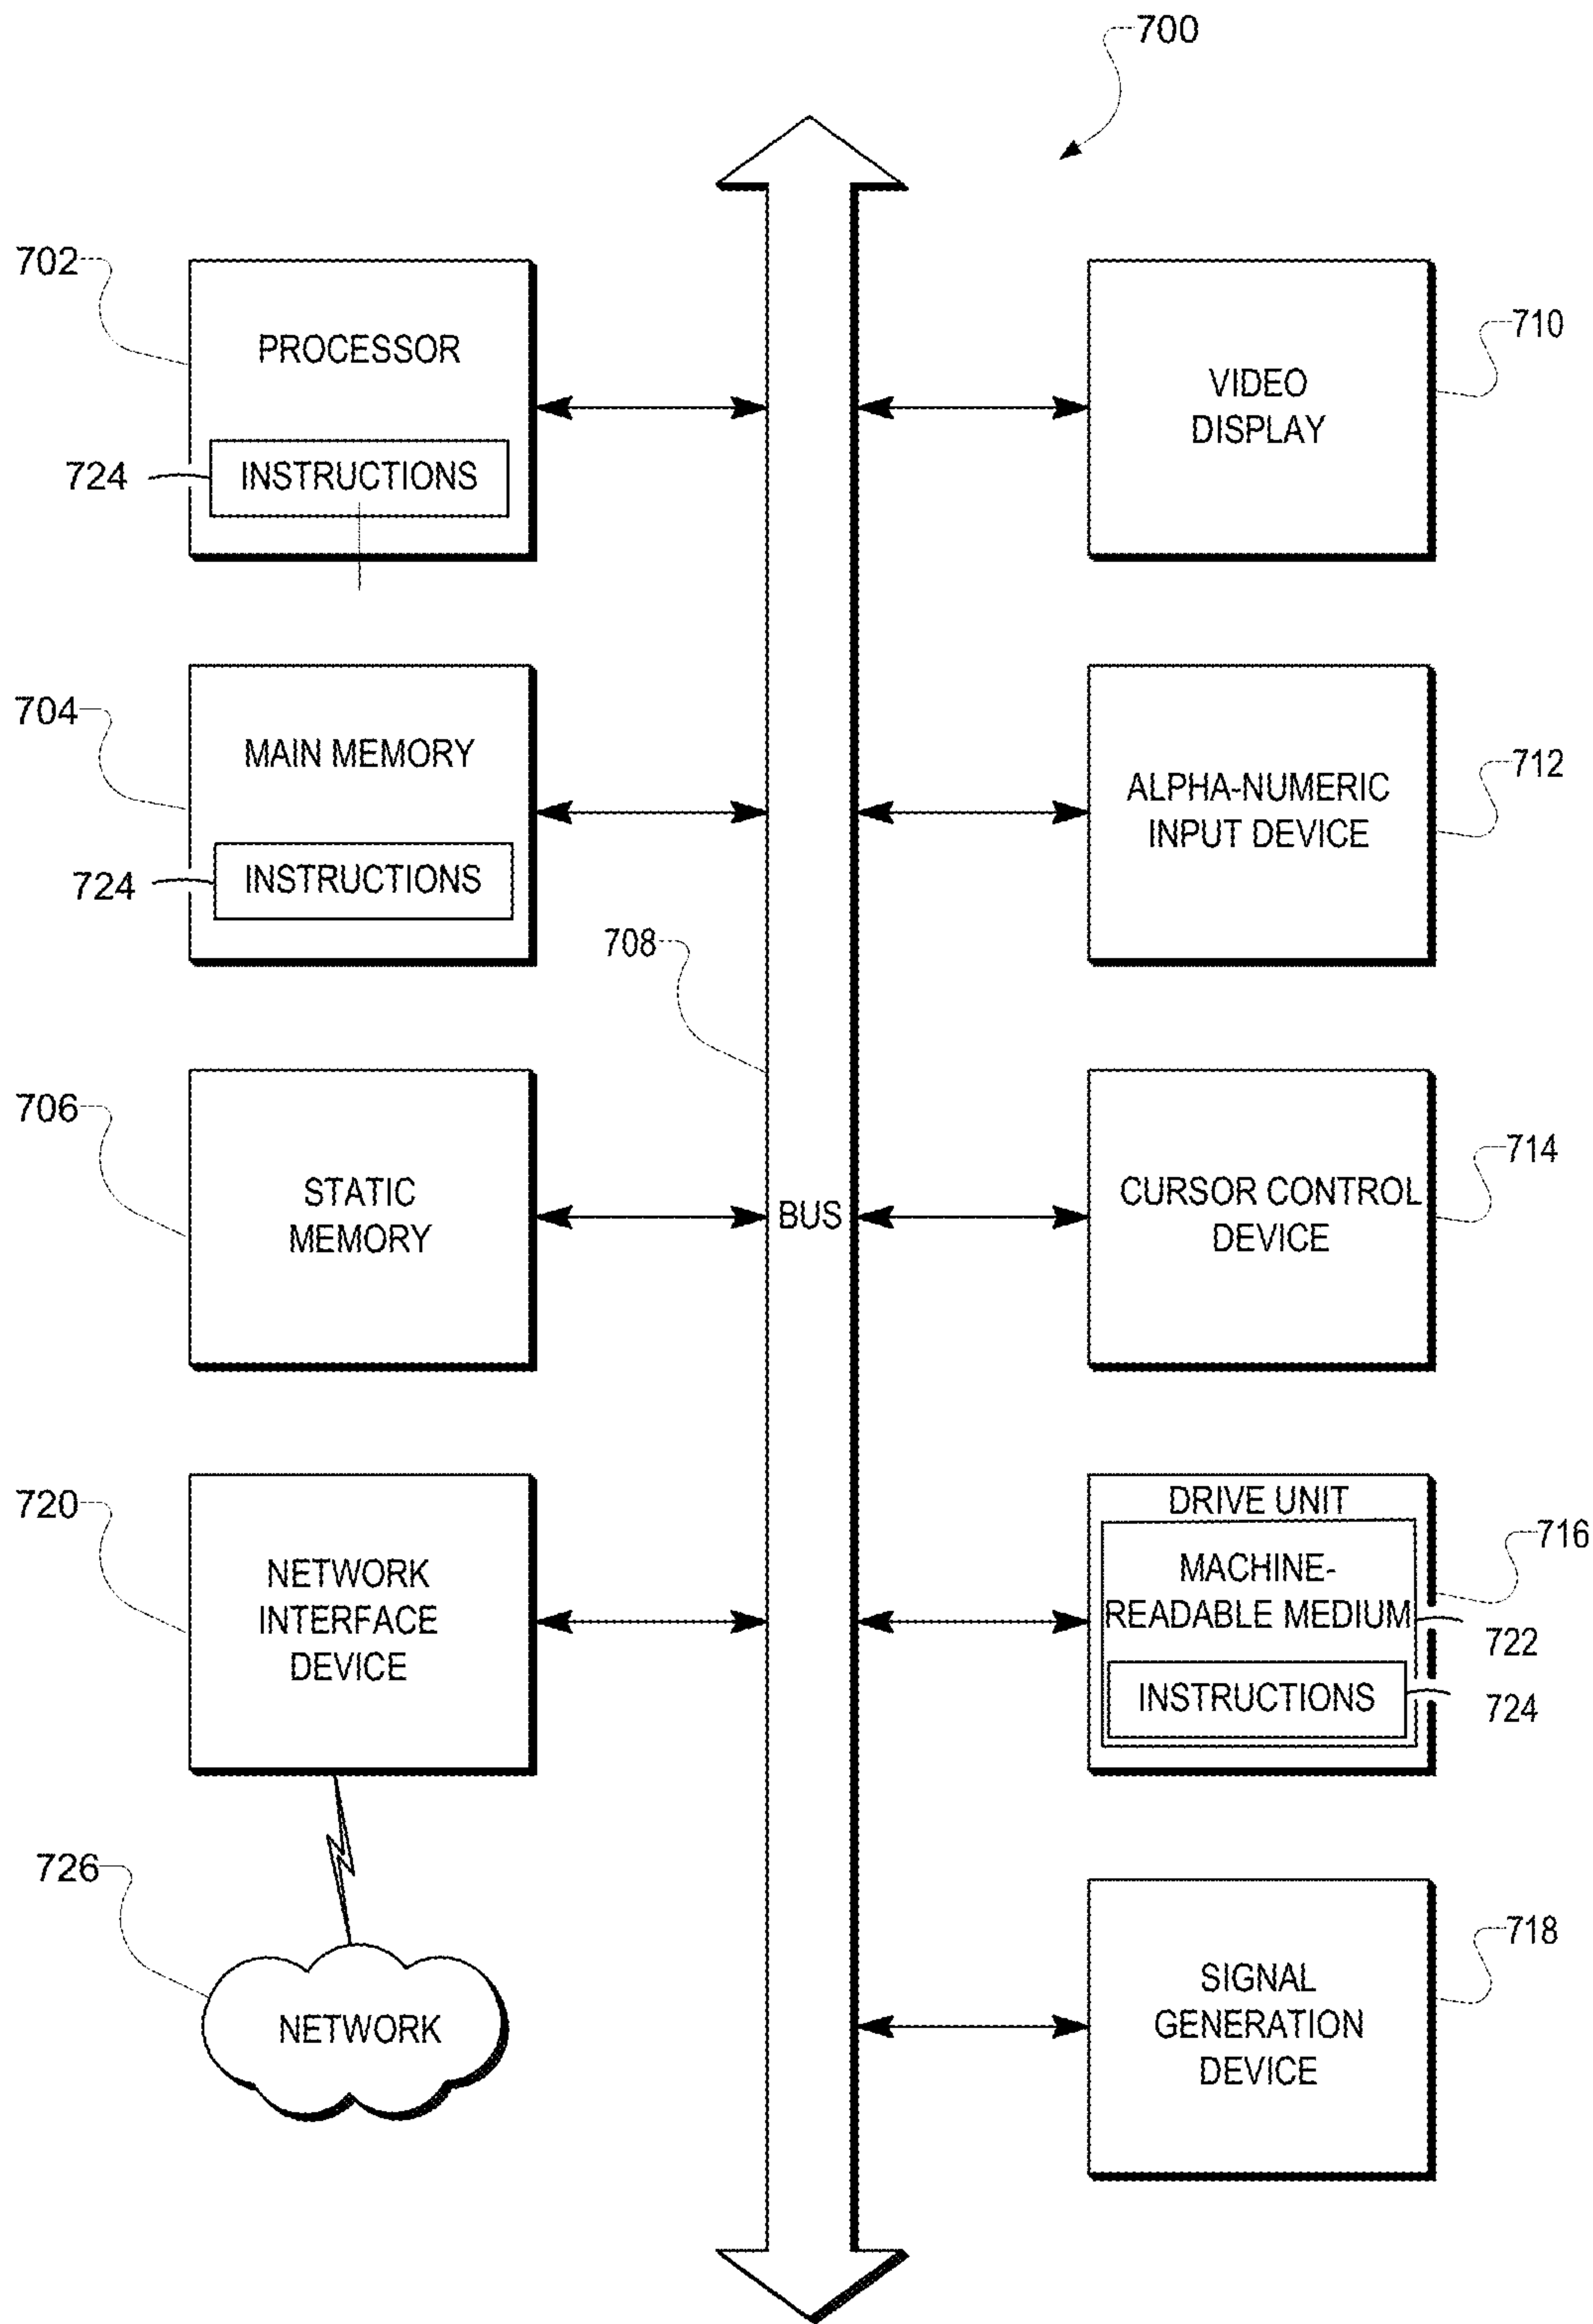 700
702
PROCESSOR
724
INSTRUCTIONS
710
VIDEO
DISPLAY
704
MAIN MEMORY
724
INSTRUCTIONS
712
ALPHA-NUMERIC
INPUT DEVICE
708
BUS
706
STATIC
MEMORY
714
CURSOR CONTROL
DEVICE
720
NETWORK
INTERFACE
DEVICE
DRIVE UNIT
716
MACHINE-
READABLE MEDIUM
722
INSTRUCTIONS
724
726
NETWORK
718
SIGNAL
GENERATION
DEVICE